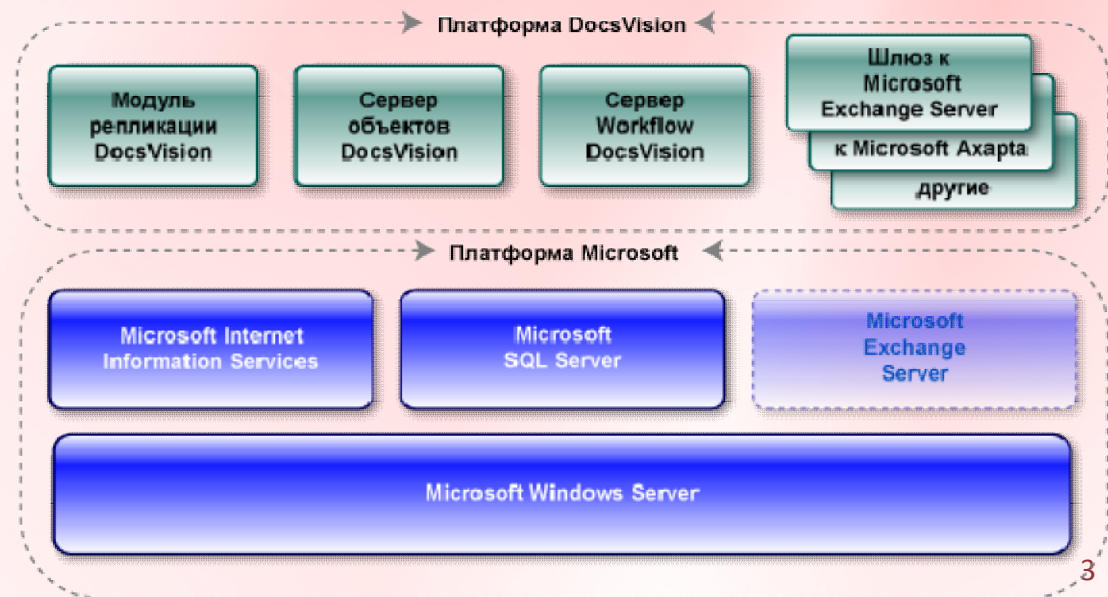 Платформа DocsVision
Модуль
репликации
DocsVision
Сервер
объектов
DocsVision
Сервер
Workflow
DocsVision
Шлюз к
Microsoft
Exchange Server
к Microsoft Axapta
другие
Платформа Microsoft
Microsoft Internet
Information Services
Microsoft
SQL Server
Microsoft
Exchange
Server
Microsoft Windows Server
3